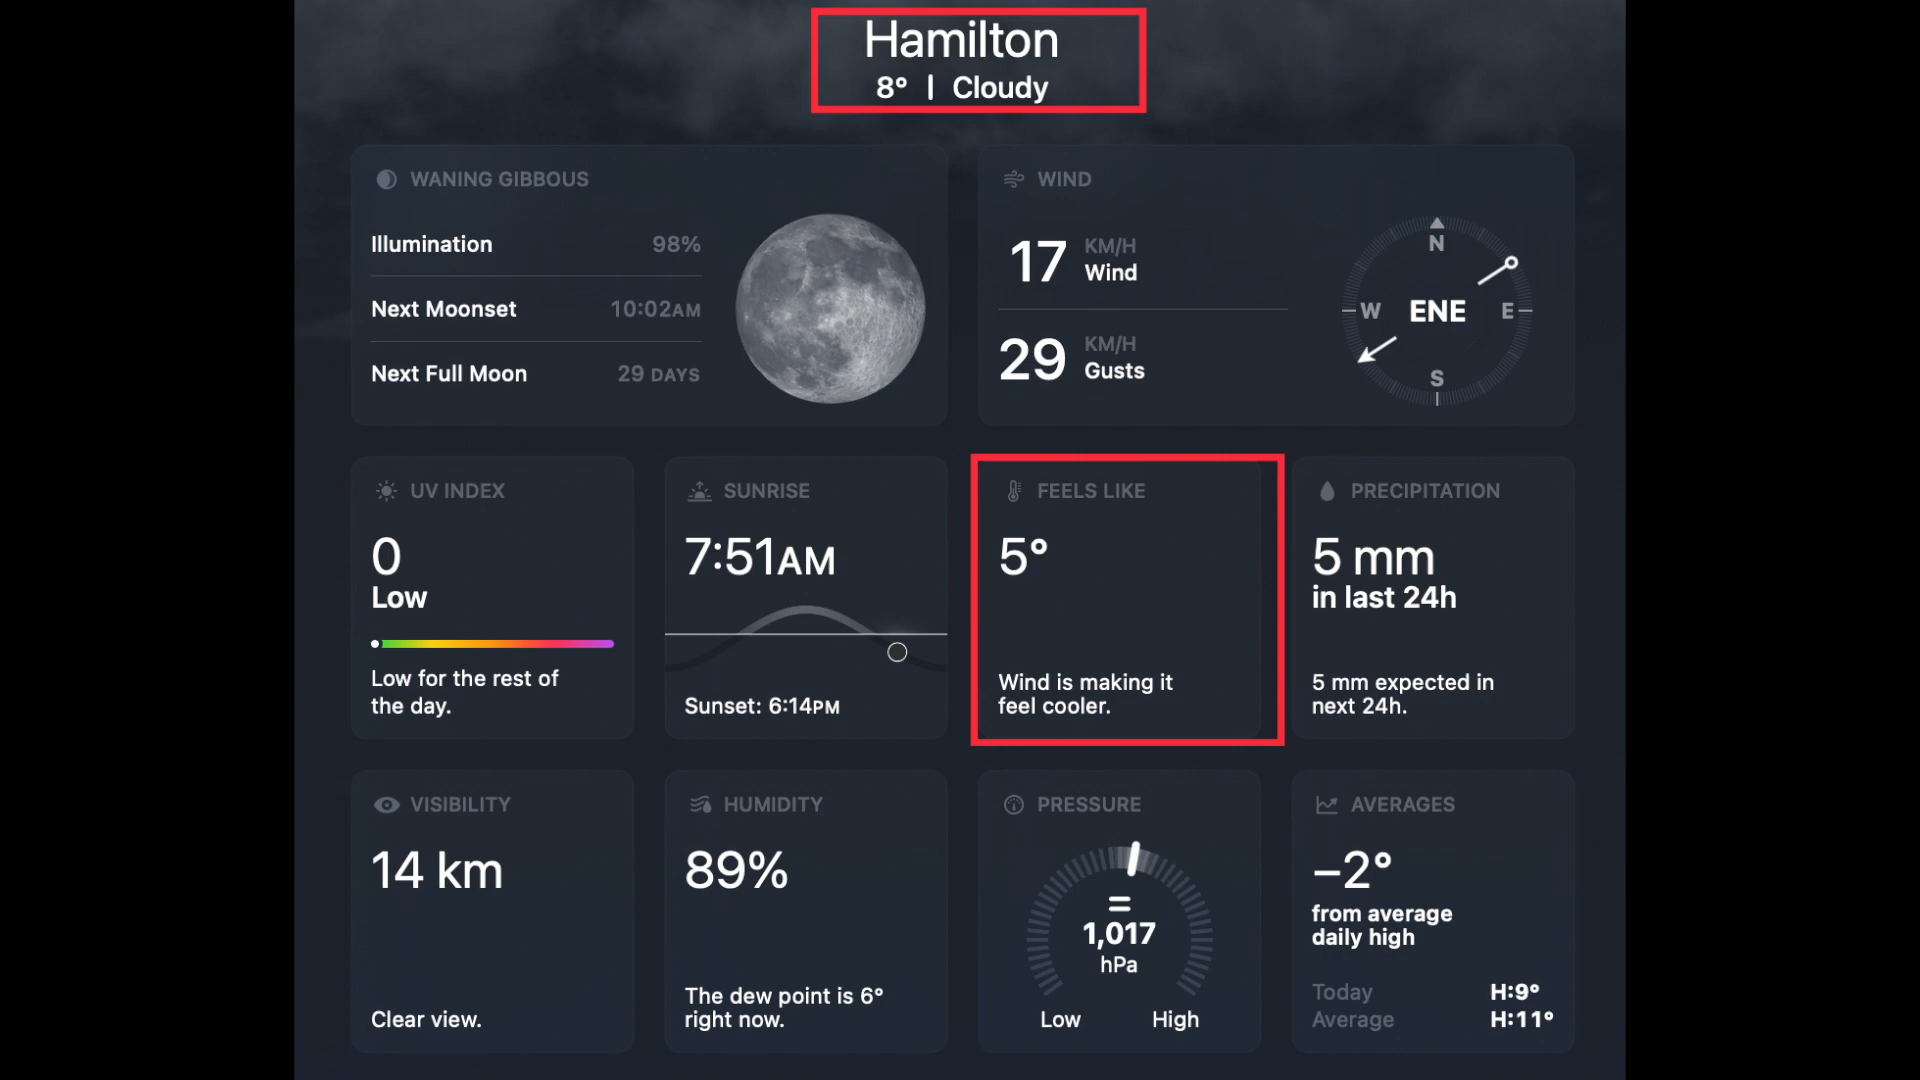 Hamilton
8° | Cloudy
WANING GIBBOUS
Illumination 98%
Next Moonset 10:02AM
Next Full Moon 29 DAYS
WIND
17 KM/H Wind
29 KM/H Gusts
N
W ENE E
S
UV INDEX
0
Low
Low for the rest of
the day.
SUNRISE
7:51AM
Sunset: 6:14PM
FEELS LIKE
5°
Wind is making it
feel cooler.
PRECIPITATION
5 mm
in last 24h
5 mm expected in
next 24h.
VISIBILITY
14 km
Clear view.
HUMIDITY
89%
The dew point is 6°
right now.
PRESSURE
=
1,017
hPa
Low High
AVERAGES
–2°
from average
daily high
Today H:9°
Average H:11°